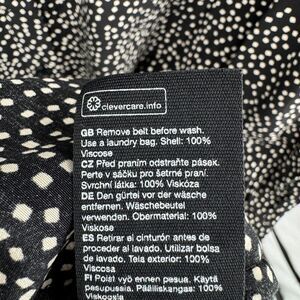 clevercare.info
GB Remove belt before wash.
Use a laundry bag. Shell: 100%
Viscose
CZ Před praním odstraňte pásek.
Perte v sáčku pro šetrné praní.
Svrchní látka: 100% Viskóza
DE Den gürtel vor der wäsche
entfernen. Wäschebeutel
verwenden. Obermaterial: 100%
Viskose
ES Retirar el cinturón antes de
proceder al lavado. Utilizar bolsa
de lavado. Tela exterior: 100%
Viscosa
FI Poist vyö ennen pesua. Käytä
pesupussia. Päälliskangas: 100%
Viskoosia